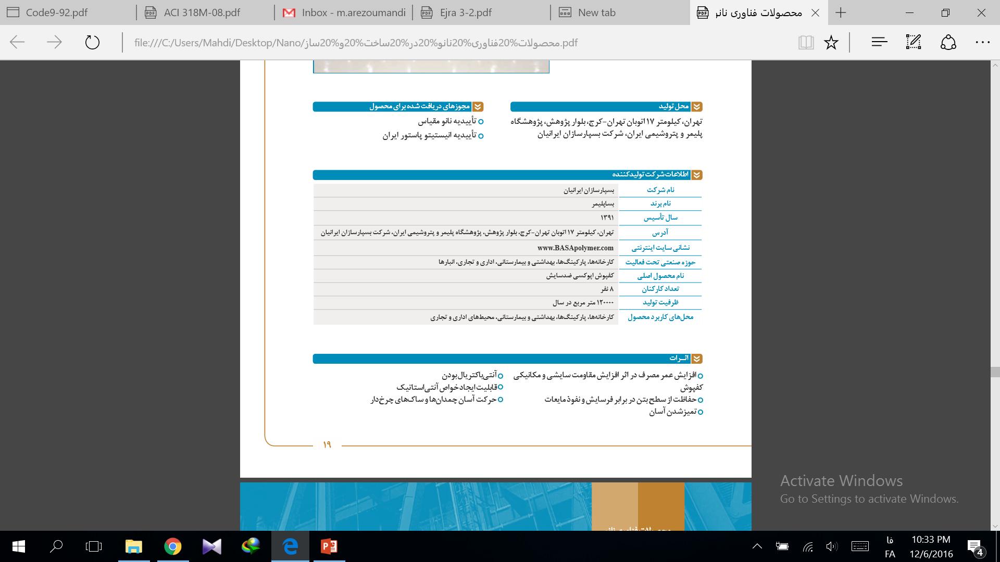 Code9-92.pdf
ACI 318M-08.pdf
Inbox - m.arezoumandi
Ejra 3-2.pdf
New tab
محصولات فناوری نانو
file:///C:/Users/Mahdi/Desktop/Nano/محصولات%20فناوری%20نانو%20در%20ساخت%20و%20ساز.pdf
محل تولید
تهران، کیلومتر ۱۷ اتوبان تهران-کرج، بلوار پژوهش، پژوهشگاه
پلیمر و پتروشیمی ایران، شرکت بسپارسازان ایرانیان
مجوزهای دریافت شده برای محصول
تأییدیه نانو مقیاس
تأییدیه انیستیتو پاستور ایران
اطلاعات شرکت تولیدکننده
نام شرکت بسپارسازان ایرانیان
نام برند بساپلیمر
سال تأسیس ۱۳۹۱
آدرس تهران، کیلومتر ۱۷ اتوبان تهران-کرج، بلوار پژوهش، پژوهشگاه پلیمر و پتروشیمی ایران، شرکت بسپارسازان ایرانیان
نشانی سایت اینترنتی www.BASApolymer.com
حوزه صنعتی تحت فعالیت کارخانه‌ها، پارکینگ‌ها، بهداشتی و بیمارستانی، اداری و تجاری، انبارها
نام محصول اصلی کفپوش اپوکسی ضدسایش
تعداد کارکنان ۸ نفر
ظرفیت تولید ۱۲۰۰۰۰ متر مربع در سال
محل‌های کاربرد محصول کارخانه‌ها، پارکینگ‌ها، بهداشتی و بیمارستانی، محیط‌های اداری و تجاری
اثــرات
افزایش عمر مصرف در اثر افزایش مقاومت سایشی و مکانیکی
کفپوش
حفاظت از سطح بتن در برابر فرسایش و نفوذ مایعات
تمیزشدن آسان
آنتی‌باکتریال بودن
قابلیت ایجاد خواص آنتی‌استاتیک
حرکت آسان چمدان‌ها و ساک‌های چرخ‌دار
۱۹
Activate Windows
Go to Settings to activate Windows.
فا
FA
10:33 PM
12/6/2016
4